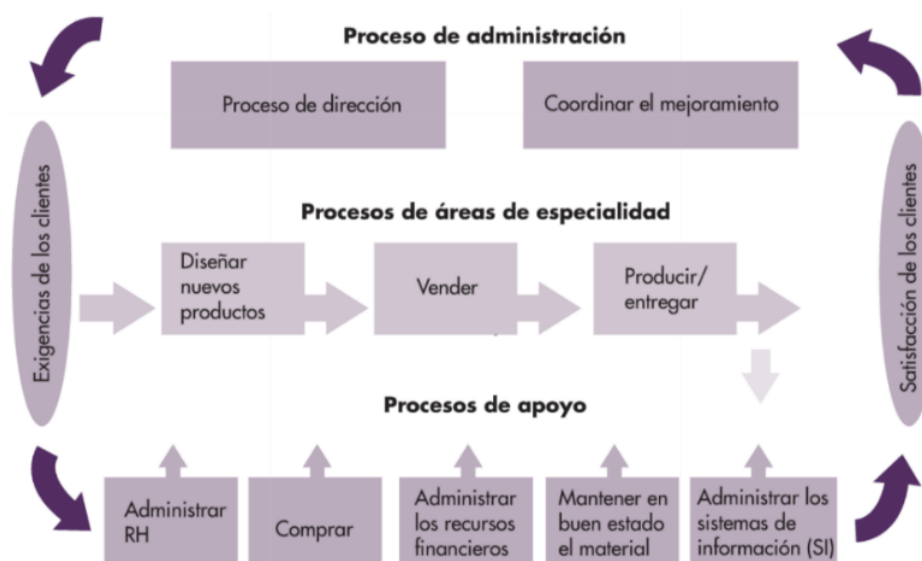 Proceso de administración
Proceso de dirección
Coordinar el mejoramiento
Exigencias de los clientes
Procesos de áreas de especialidad
Diseñar
nuevos
productos
Vender
Producir/
entregar
Satisfacción de los clientes
Procesos de apoyo
Administrar
RH
Comprar
Administrar
los recursos
financieros
Mantener en
buen estado
el material
Administrar los
sistemas de
información (SI)